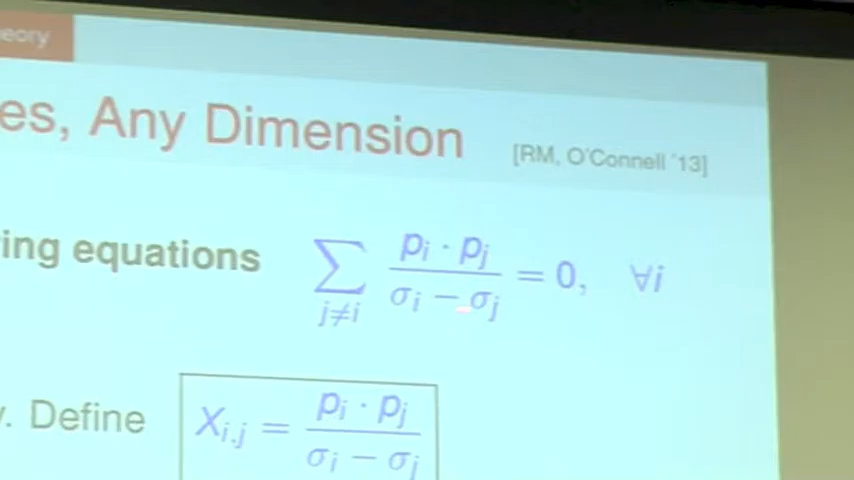 eory
es, Any Dimension [RM, O'Connell '13]
ing equations ∑_{j≠i} (p_i · p_j)/(σ_i − σ_j) = 0, ∀i
. Define X_{i,j} = (p_i · p_j)/(σ_i − σ_j)